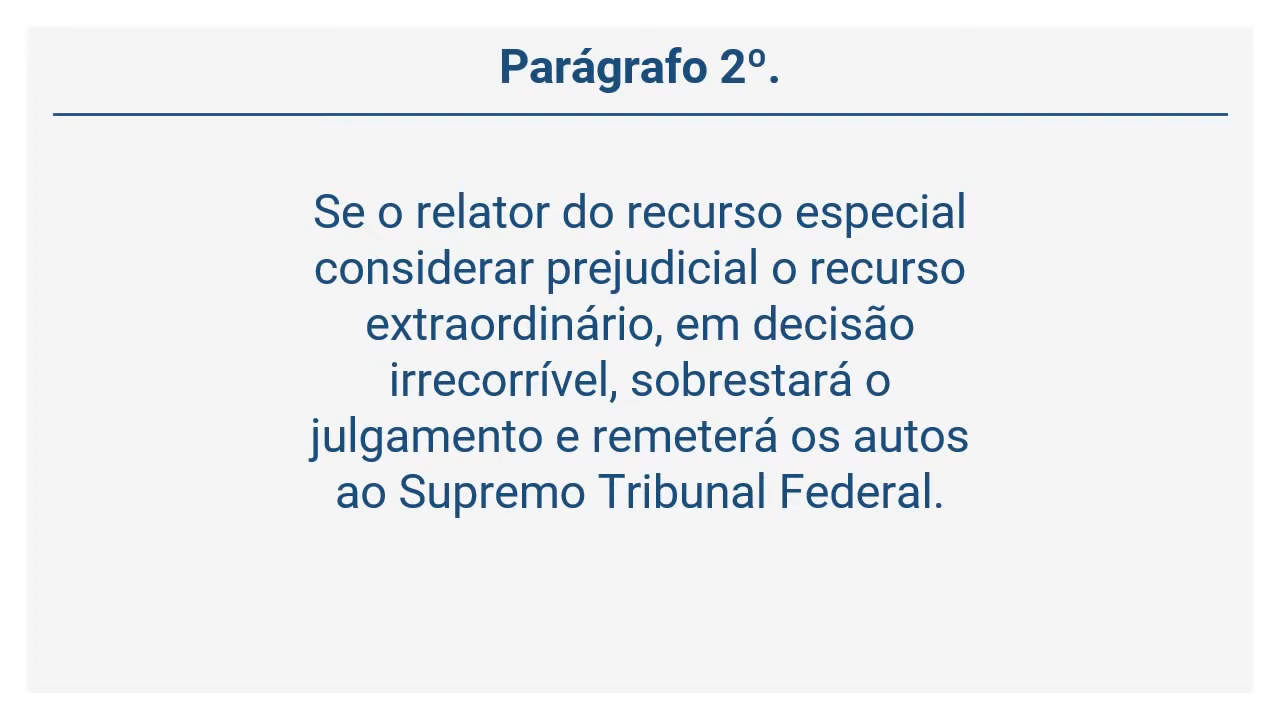 Parágrafo 2º.
Se o relator do recurso especial
considerar prejudicial o recurso
extraordinário, em decisão
irrecorrível, sobrestará o
julgamento e remeterá os autos
ao Supremo Tribunal Federal.